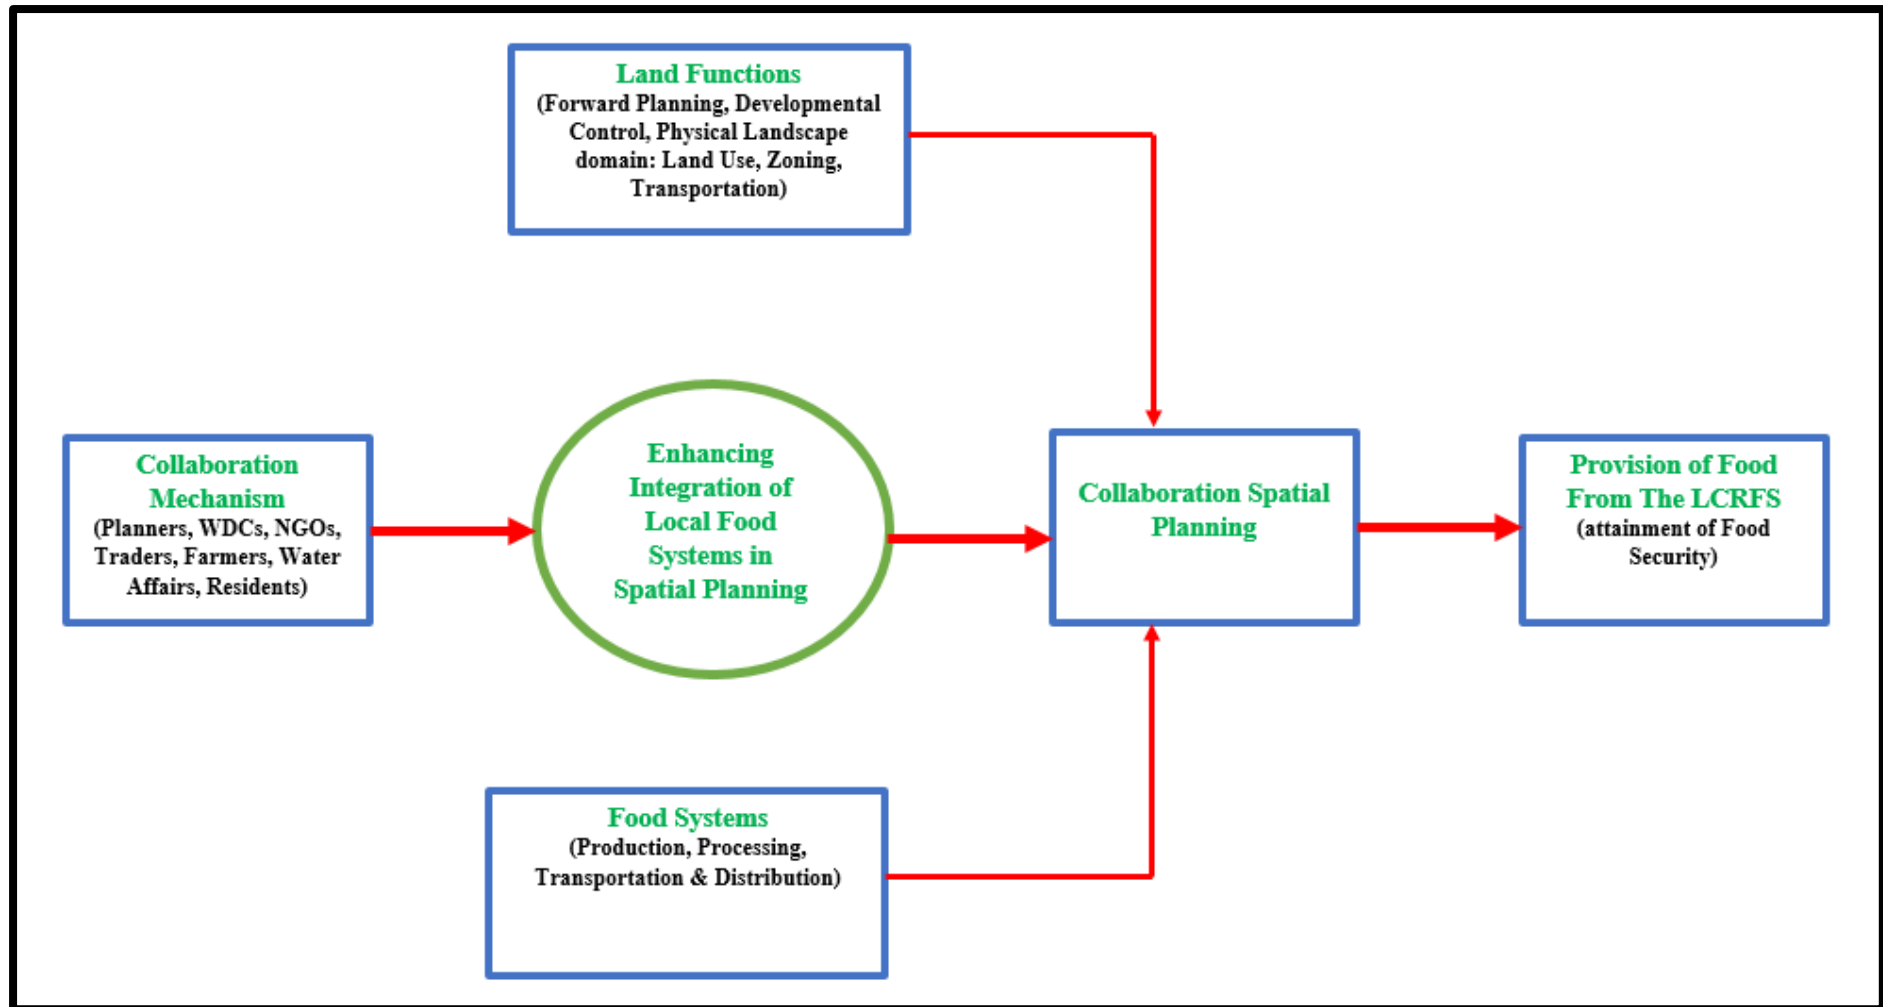 Land Functions
(Forward Planning, Developmental
Control, Physical Landscape
domain: Land Use, Zoning,
Transportation)
Collaboration
Mechanism
(Planners, WDCs, NGOs,
Traders, Farmers, Water
Affairs, Residents)
Enhancing
Integration of
Local Food
Systems in
Spatial Planning
Collaboration Spatial
Planning
Provision of Food
From The LCRFS
(attainment of Food
Security)
Food Systems
(Production, Processing,
Transportation & Distribution)